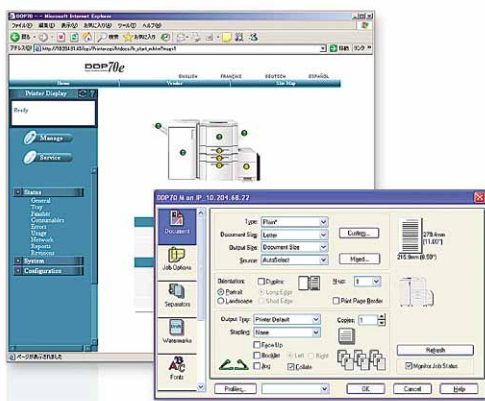 DDP70 - Microsoft Internet Explorer
ファイル(F) 編集(E) 表示(V) お気に入り(A) ツール(T) ヘルプ(H)
戻る 検索 お気に入り
アドレス(D) 移動 リンク
DDP70e
ENGLISH FRANÇAIS DEUTSCH ESPAÑOL
Home Vendor Site Map
Printer Display
Ready
Manage
Service
Status
General
Tray
Finisher
Consumables
Errors
Usage
Network
Reports
Revisions
System
Configuration
ページが表示されました
DDP70 N on IP_10.204.68.22
Document
Job Options
Separators
Watermarks
Fonts
Type: Plain*
Document Size: Letter
Custom...
Output Size: Document Size
Source: AutoSelect
279.4mm
[11.00"]
215.9mm (8.50")
Orientation:
Duplex
N-up: 1
Portrait
Long Edge
Landscape
Short Edge
Print Page Border
Output Tray: Printer Default
Copies: 1
Stapling: None
Face Up
Booklet
Left
Right
Jog
Collate
Refresh
Monitor Job Status
Profiles...
OK
Cancel
Help